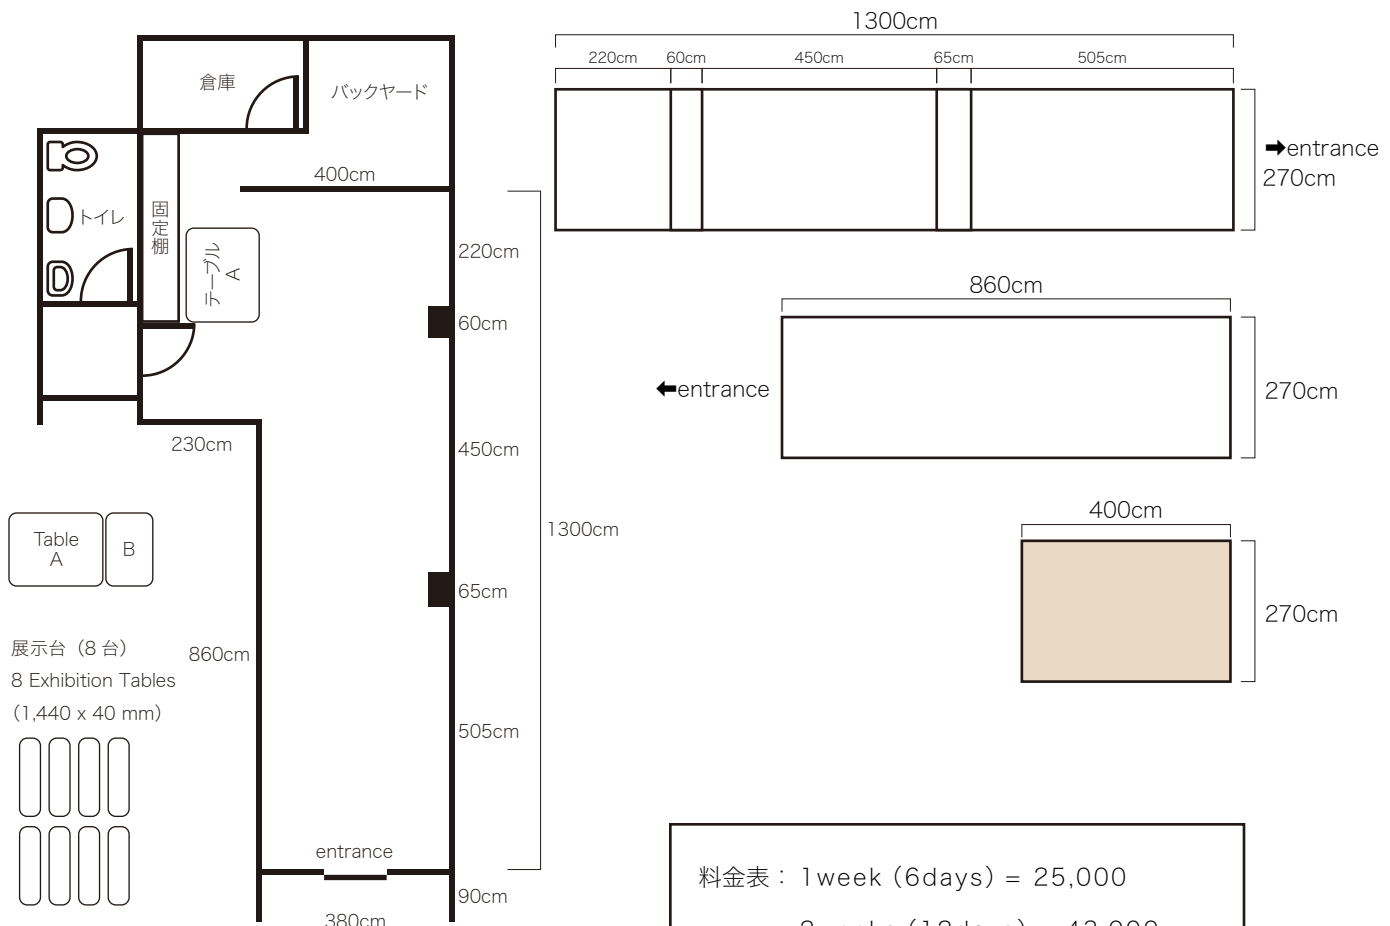 倉庫
バックヤード
400cm
トイレ
固定棚
テーブル
A
220cm
60cm
230cm
450cm
1300cm
65cm
Table
A
B
展示台（8 台）
8 Exhibition Tables
（1,440 x 40 mm）
860cm
505cm
entrance
90cm
380cm
1300cm
220cm
60cm
450cm
65cm
505cm
➡entrance
270cm
860cm
⬅entrance
270cm
400cm
270cm
料金表： 1week (6days) = 25,000